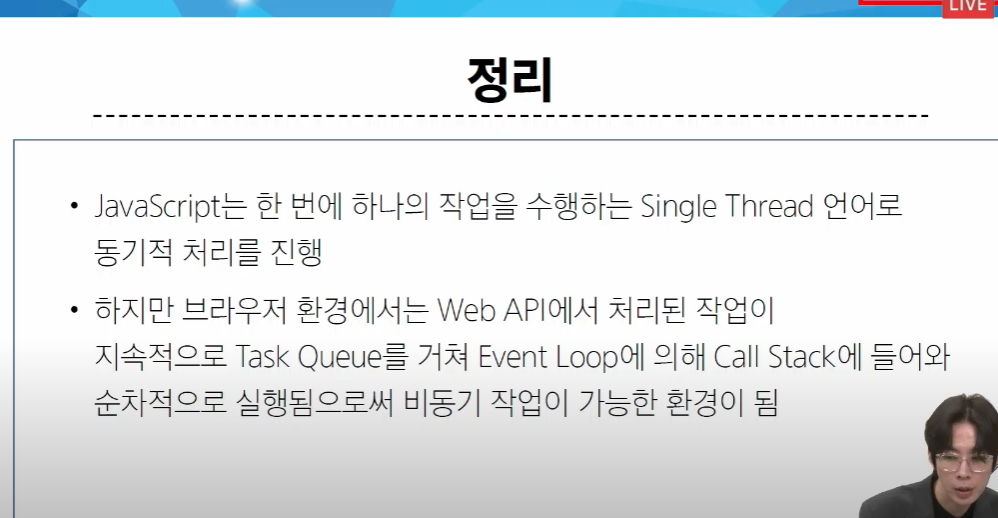 LIVE
정리
• JavaScript는 한 번에 하나의 작업을 수행하는 Single Thread 언어로
동기적 처리를 진행
• 하지만 브라우저 환경에서는 Web API에서 처리된 작업이
지속적으로 Task Queue를 거쳐 Event Loop에 의해 Call Stack에 들어와
순차적으로 실행됨으로써 비동기 작업이 가능한 환경이 됨